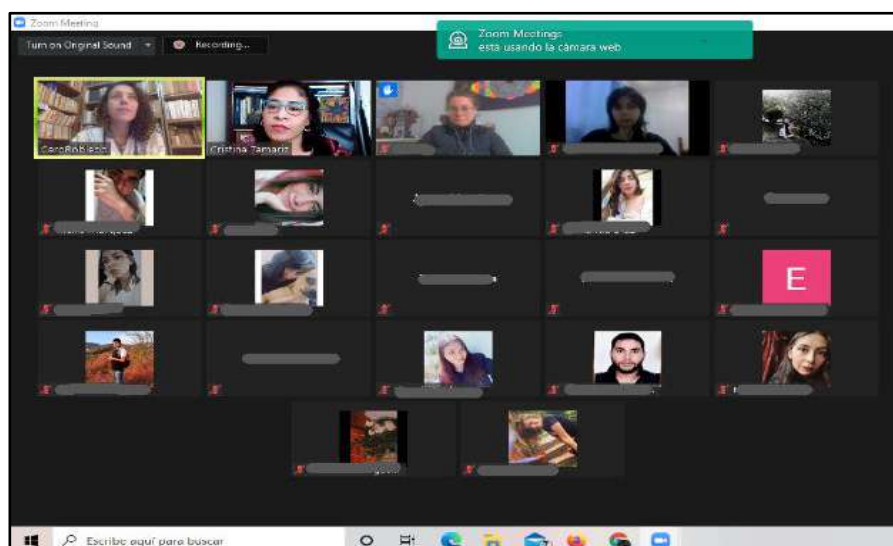 Zoom Meeting
Turn on Original Sound
Recording...
Zoom Meetings
está usando la cámara web
Cristina Tamariz
E
Escribe aquí para buscar